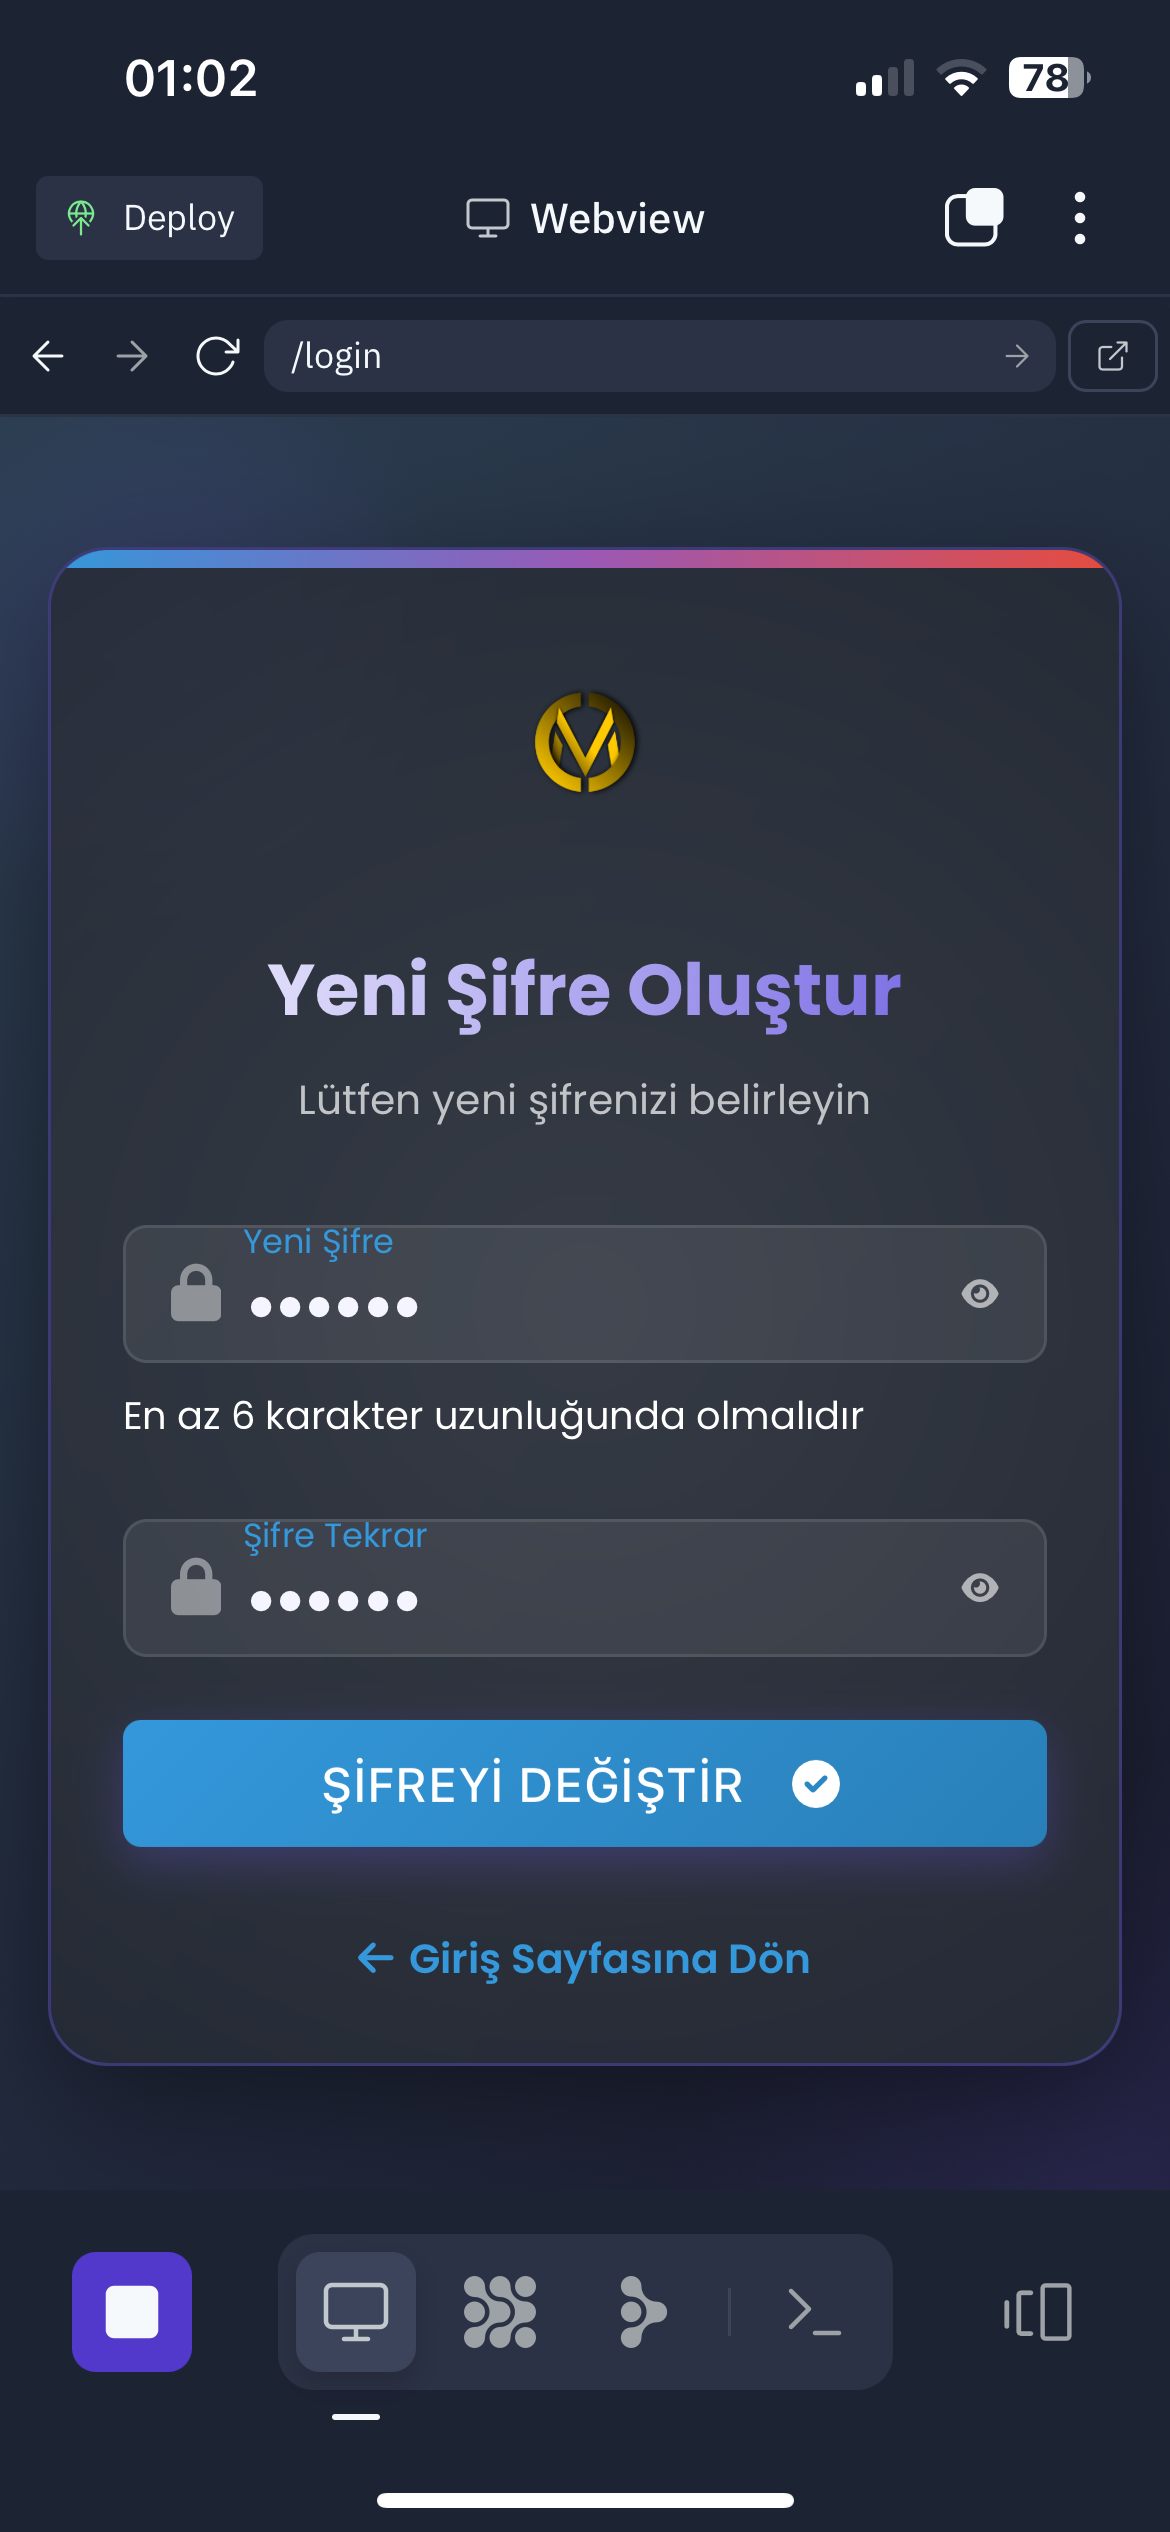 01:02
78
Deploy
Webview
/login
Yeni Şifre Oluştur
Lütfen yeni şifrenizi belirleyin
Yeni Şifre
En az 6 karakter uzunluğunda olmalıdır
Şifre Tekrar
ŞİFREYİ DEĞİŞTİR
Giriş Sayfasına Dön